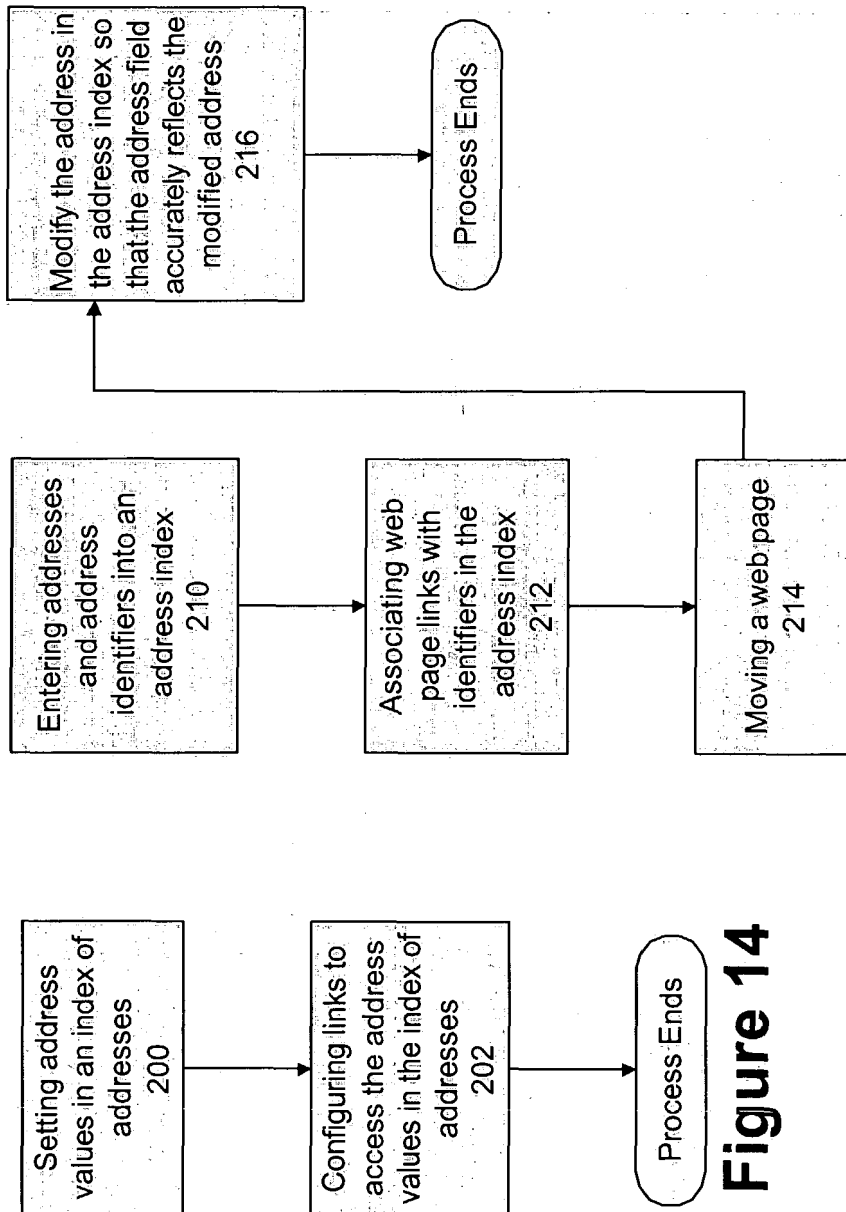 Setting address
values in an index of
addresses
200
Configuring links to
access the address
values in the index of
addresses
202
Process Ends
Figure 14
Entering addresses
and address
identifiers into an
address index
210
Associating web
page links with
identifiers in the
address index
212
Moving a web page
214
Modify the address in
the address index so
that the address field
accurately reflects the
modified address
216
Process Ends